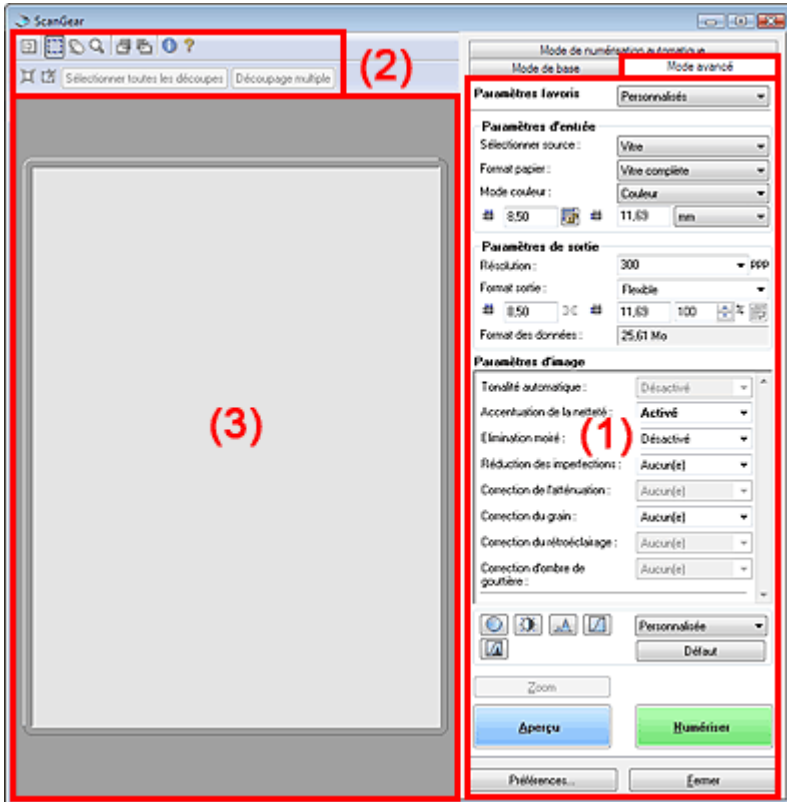 ScanGear
Sélectionner toutes les découpes Découpage multiple
(2)
(3)
Mode de numérisation automatique
Mode de base Mode avancé
Paramètres favoris Personnalisés
Paramètres d'entrée
Sélectionner source : Vitre
Format papier : Vitre complète
Mode couleur : Couleur
8,50 11,69 mm
Paramètres de sortie
Résolution : 300 ppp
Format sortie : Flexible
8,50 11,69 100 %
Format des données : 25,61 Mo
Paramètres d'image
Tonalité automatique : Désactivé
Accentuation de la netteté : Activé
(1)
Elimination moiré : Désactivé
Réduction des imperfections : Aucun(e)
Correction de l'atténuation : Aucun(e)
Correction du grain : Aucun(e)
Correction du rétroéclairage : Aucun(e)
Correction d'ombre de
gouttière : Aucun(e)
Personnalisée
Défaut
Zoom
Aperçu Numériser
Préférences... Fermer